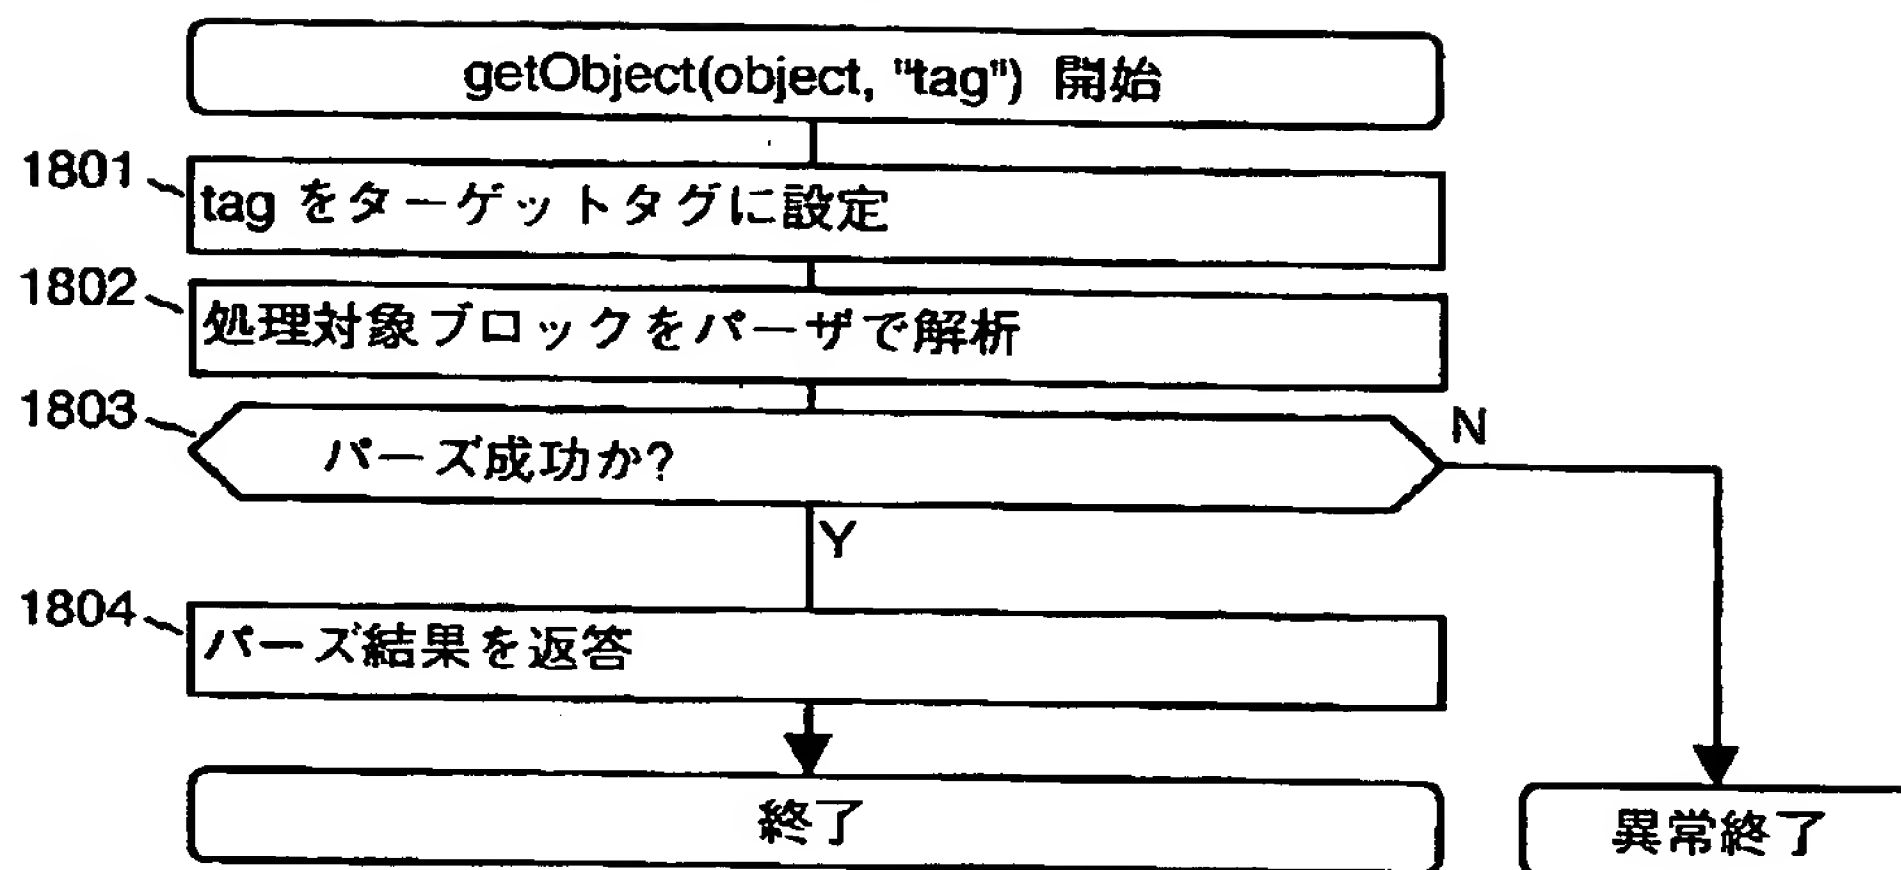 getObject(object, "tag") 開始
1801
tag をターゲットタグに設定
1802
処理対象ブロックをパーザで解析
1803
パーズ成功か?
N
Y
1804
パーズ結果を返答
終了
異常終了